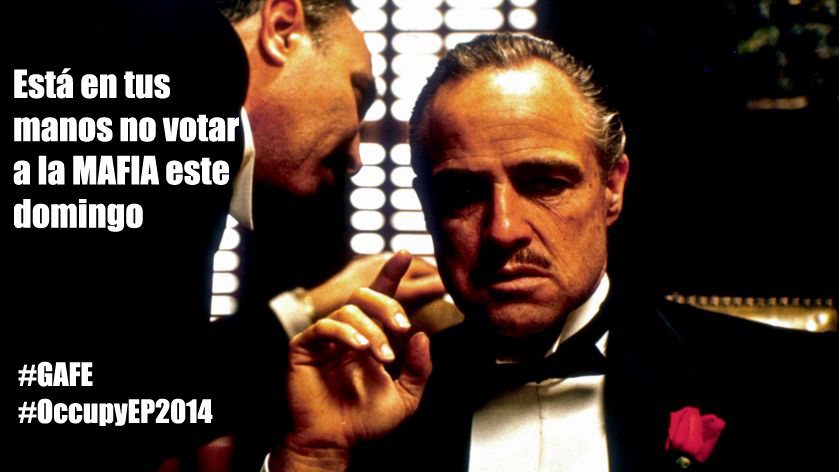 Está en tus
manos no votar
a la MAFIA este
domingo
#GAFE
#OccupyEP2014